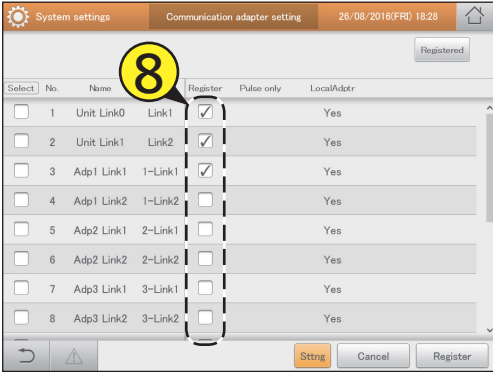 System settings Communication adapter setting 26/08/2016(FRI) 18:28
Registered
8
Select No. Name Register Pulse only LocalAdptr
1 Unit Link0 Link1 Yes
2 Unit Link1 Link2 Yes
3 Adp1 Link1 1-Link1 Yes
4 Adp1 Link2 1-Link2 Yes
5 Adp2 Link1 2-Link1 Yes
6 Adp2 Link2 2-Link2 Yes
7 Adp3 Link1 3-Link1 Yes
8 Adp3 Link2 3-Link2 Yes
Sttng Cancel Register